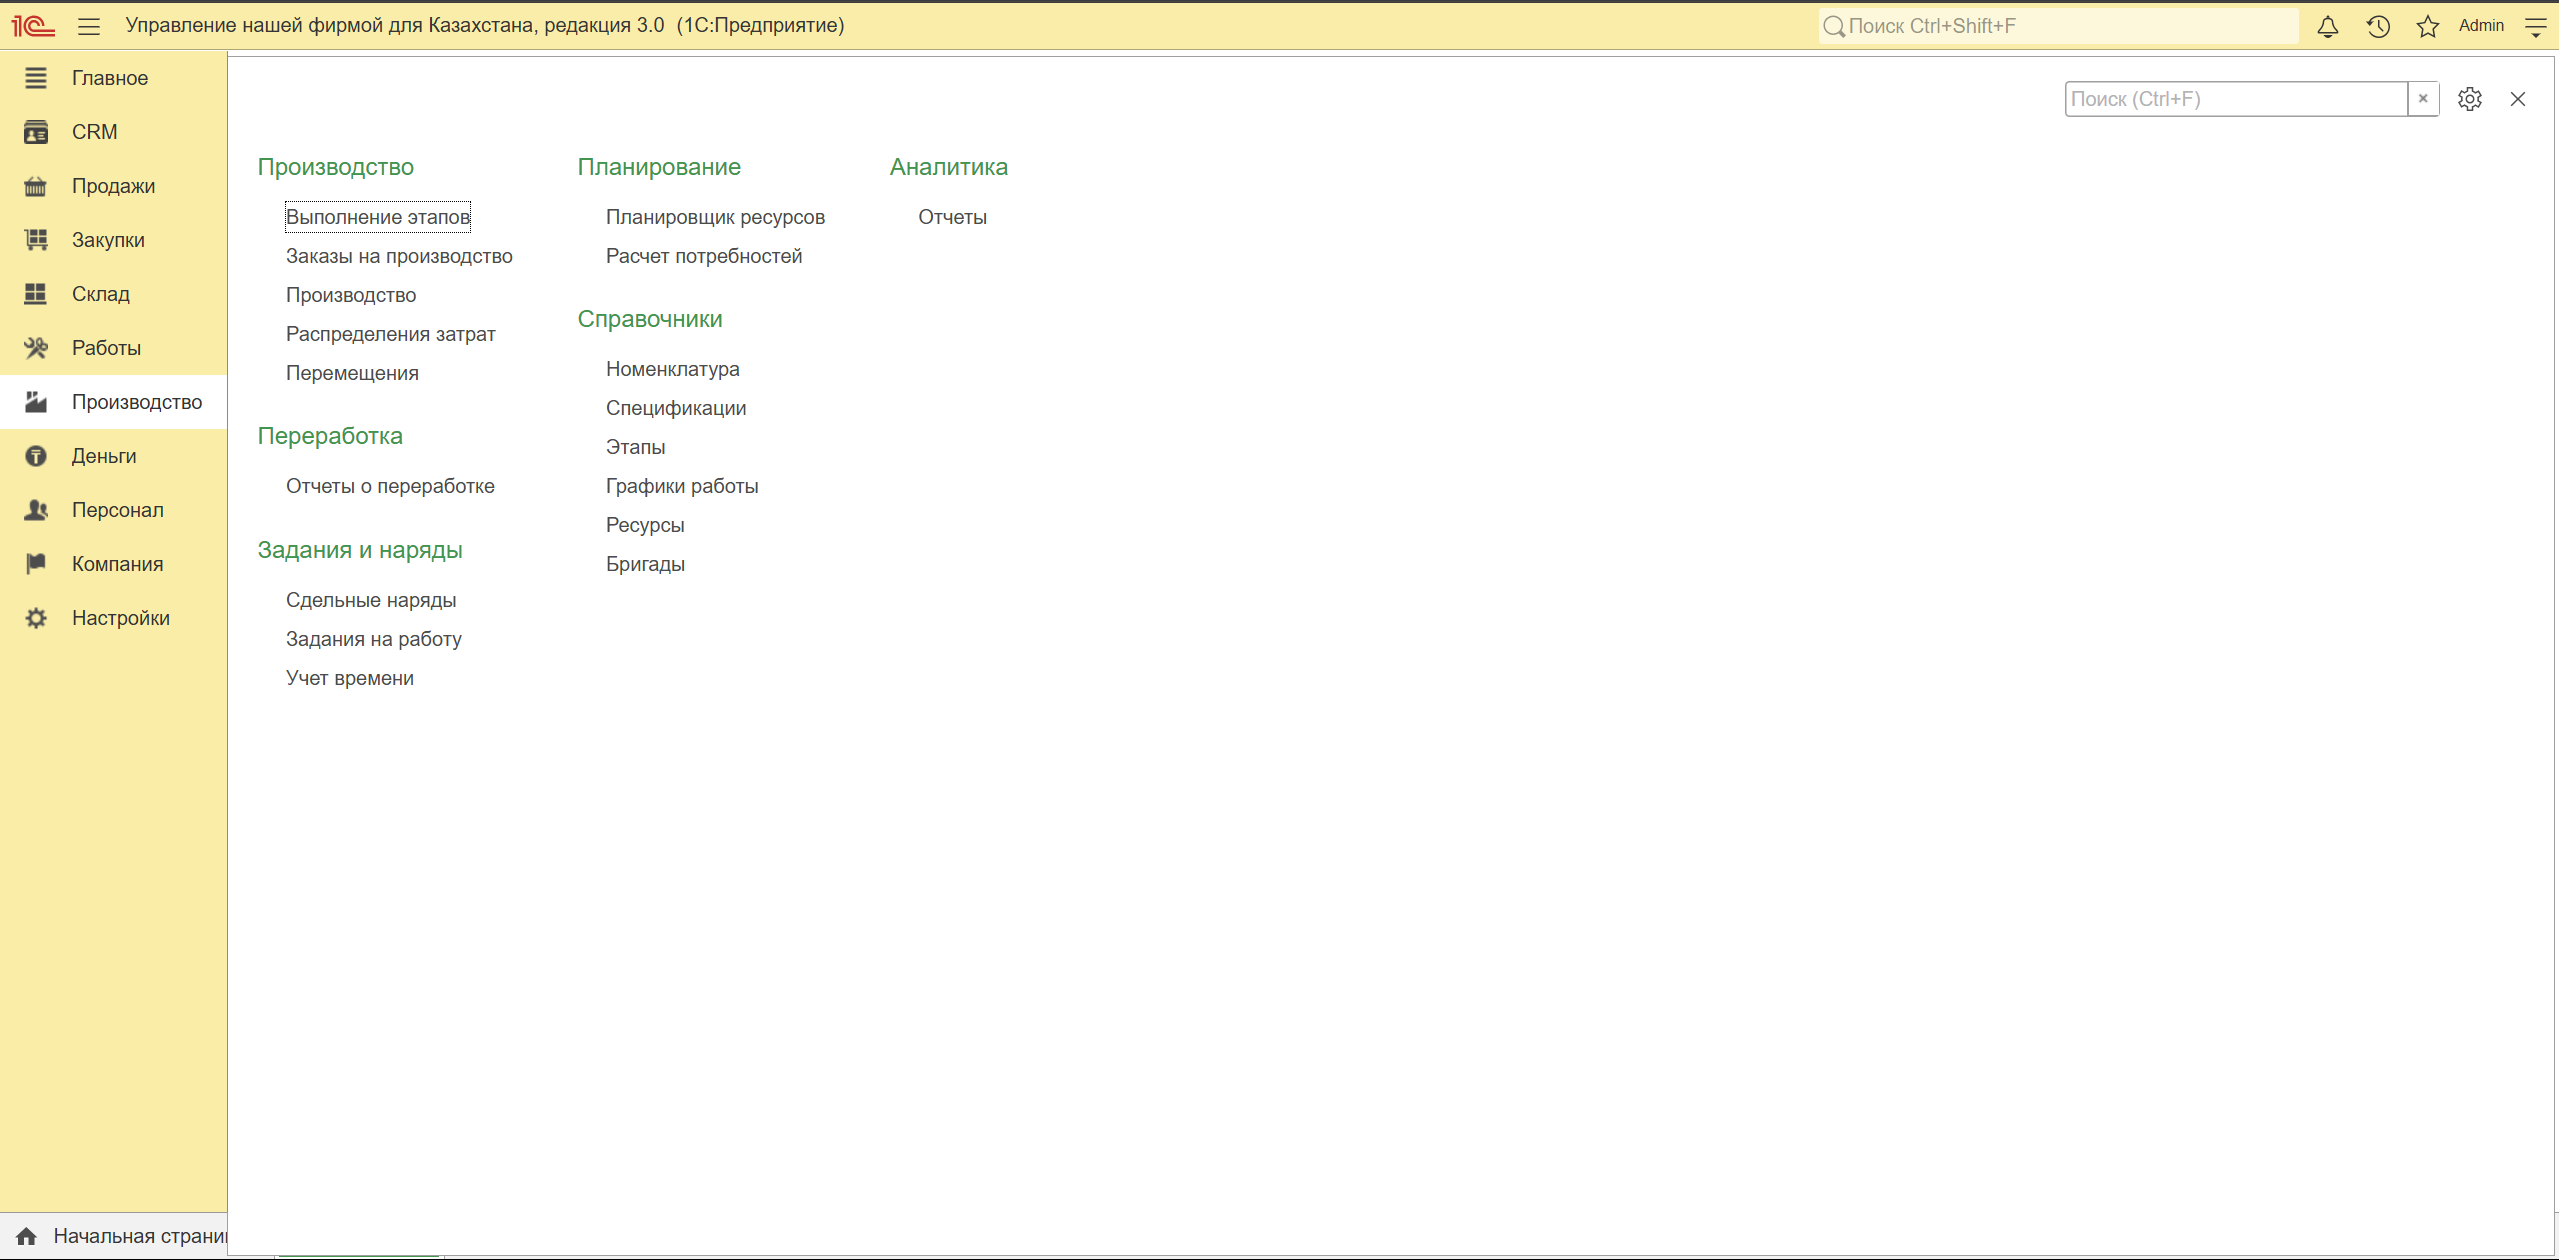 1С
Управление нашей фирмой для Казахстана, редакция 3.0 (1С:Предприятие)
Поиск Ctrl+Shift+F
Admin
Главное
CRM
Продажи
Закупки
Склад
Работы
Производство
Деньги
Персонал
Компания
Настройки
Поиск (Ctrl+F)
Производство
Выполнение этапов
Заказы на производство
Производство
Распределения затрат
Перемещения
Переработка
Отчеты о переработке
Задания и наряды
Сдельные наряды
Задания на работу
Учет времени
Планирование
Планировщик ресурсов
Расчет потребностей
Справочники
Номенклатура
Спецификации
Этапы
Графики работы
Ресурсы
Бригады
Аналитика
Отчеты
Начальная страни